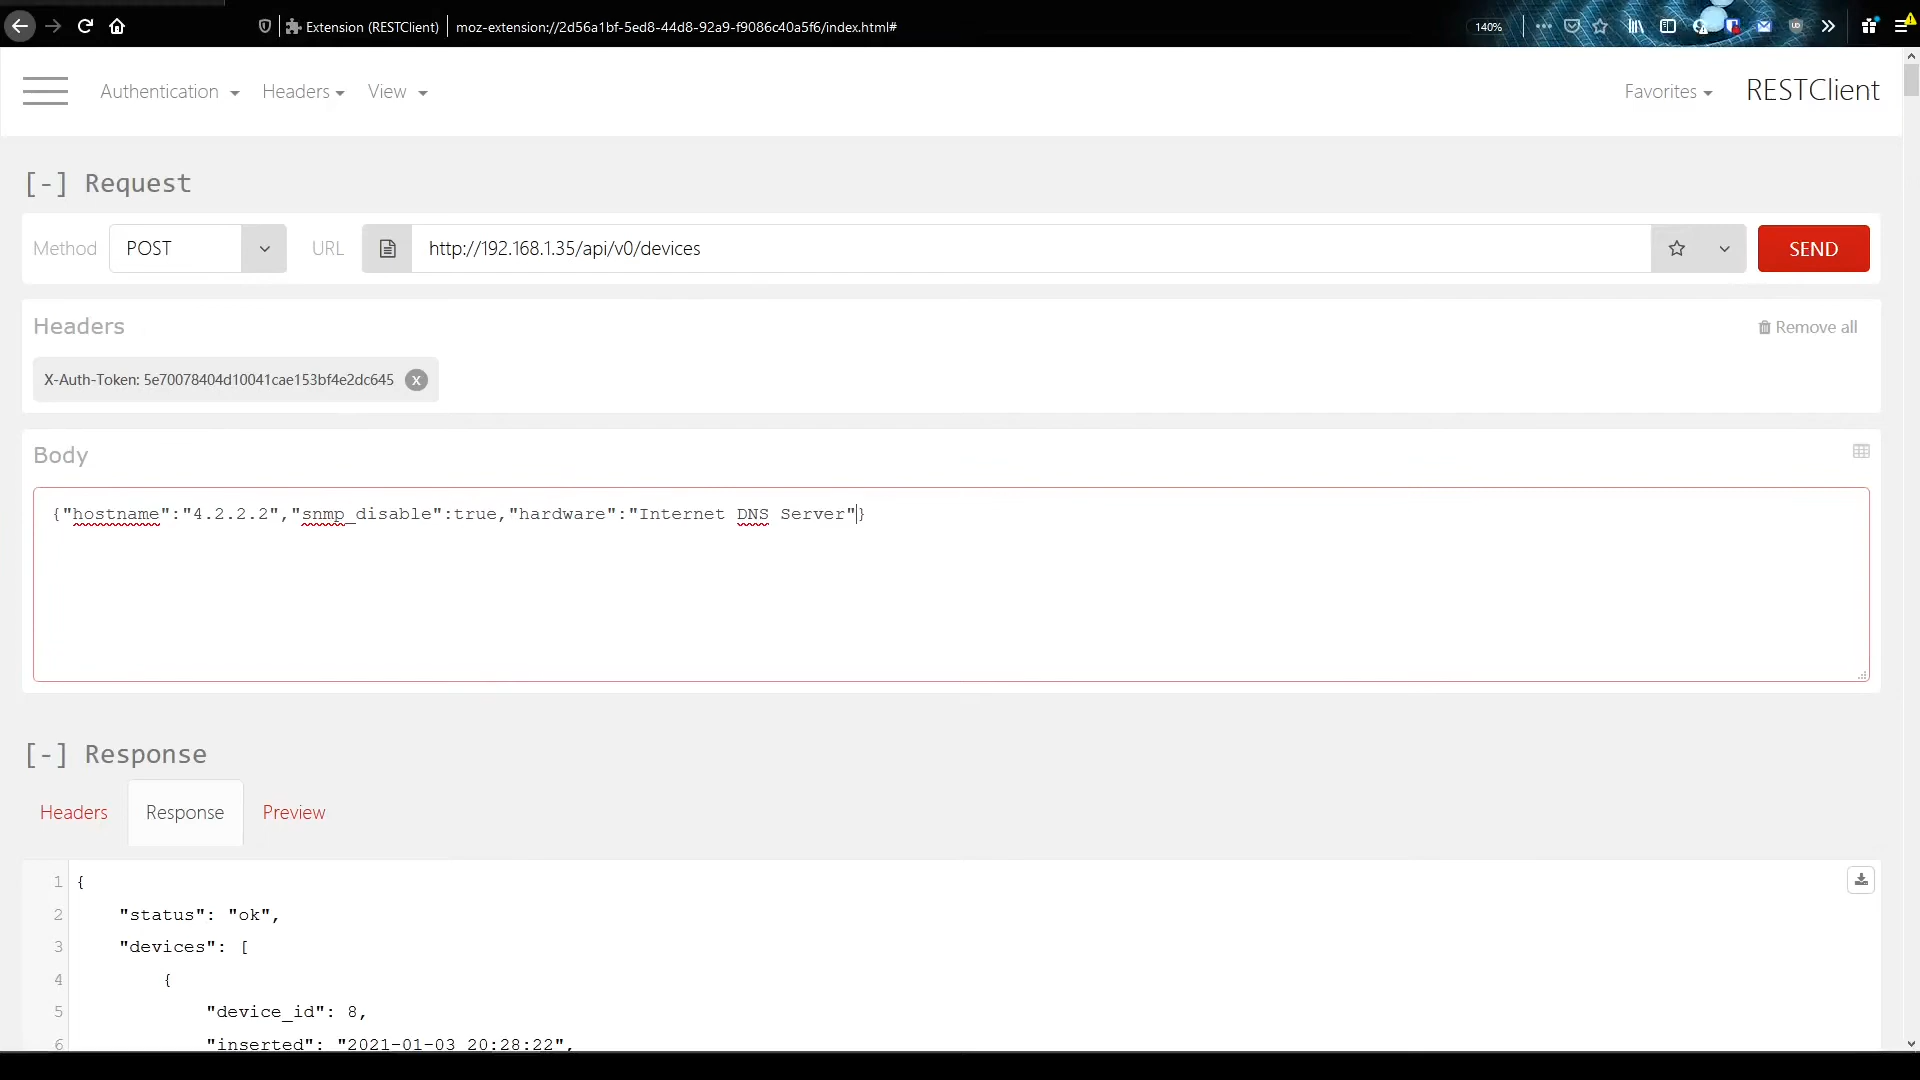 Extension (RESTClient) moz-extension://2d56a1bf-5ed8-44d8-92a9-f9086c40a5f6/index.html# 140%
Authentication Headers View Favorites RESTClient
[-] Request
Method POST URL http://192.168.1.35/api/v0/devices SEND
Headers Remove all
X-Auth-Token: 5e70078404d10041cae153bf4e2dc645 x
Body
{"hostname":"4.2.2.2","snmp_disable":true,"hardware":"Internet DNS Server"}
[-] Response
Headers Response Preview
1 {
2 "status": "ok",
3 "devices": [
4 {
5 "device_id": 8,
6 "inserted": "2021-01-03 20:28:22",